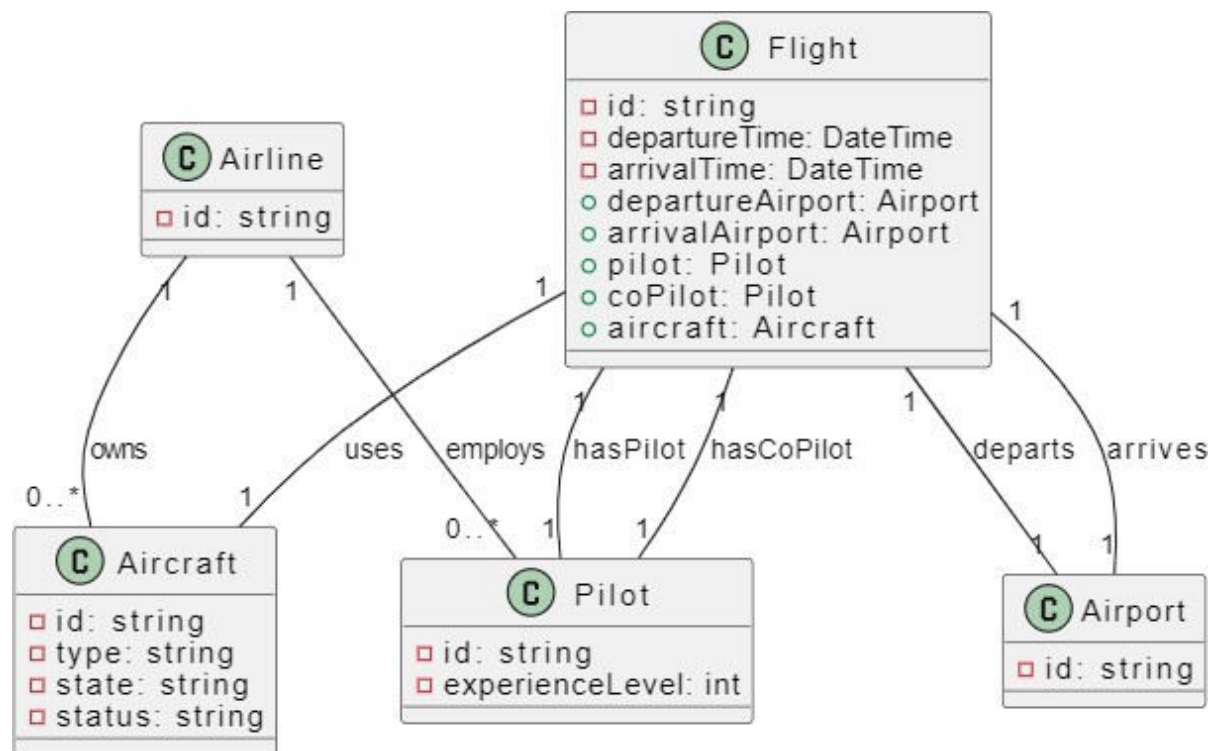 C Flight
id: string
departureTime: DateTime
arrivalTime: DateTime
departureAirport: Airport
arrivalAirport: Airport
pilot: Pilot
coPilot: Pilot
aircraft: Aircraft
C Airline
id: string
1
1
1
1
1
1
1
owns
uses
employs
hasPilot
hasCoPilot
departs
arrives
0..*
1
0..*
1
1
1
1
C Aircraft
id: string
type: string
state: string
status: string
C Pilot
id: string
experienceLevel: int
C Airport
id: string